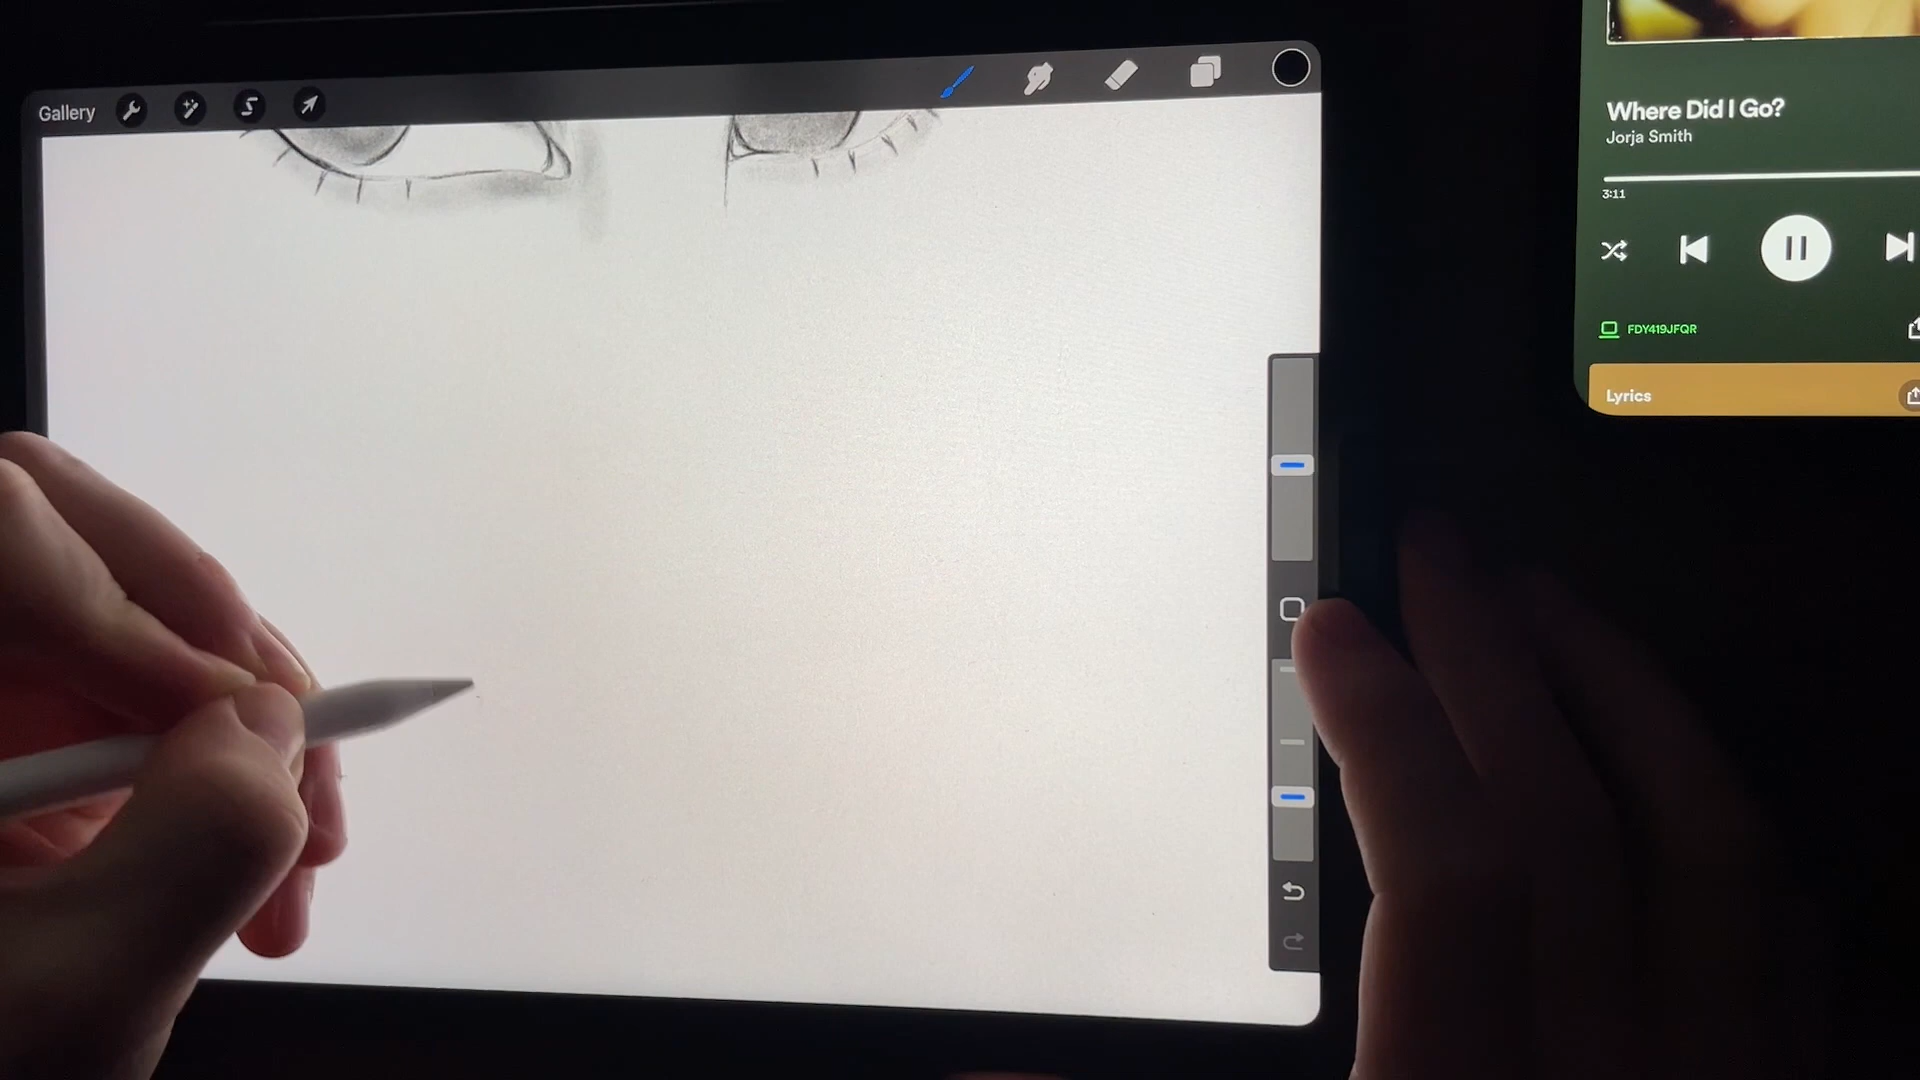 Gallery
Where Did I Go?
Jorja Smith
3:11
FDY419JFQR
Lyrics